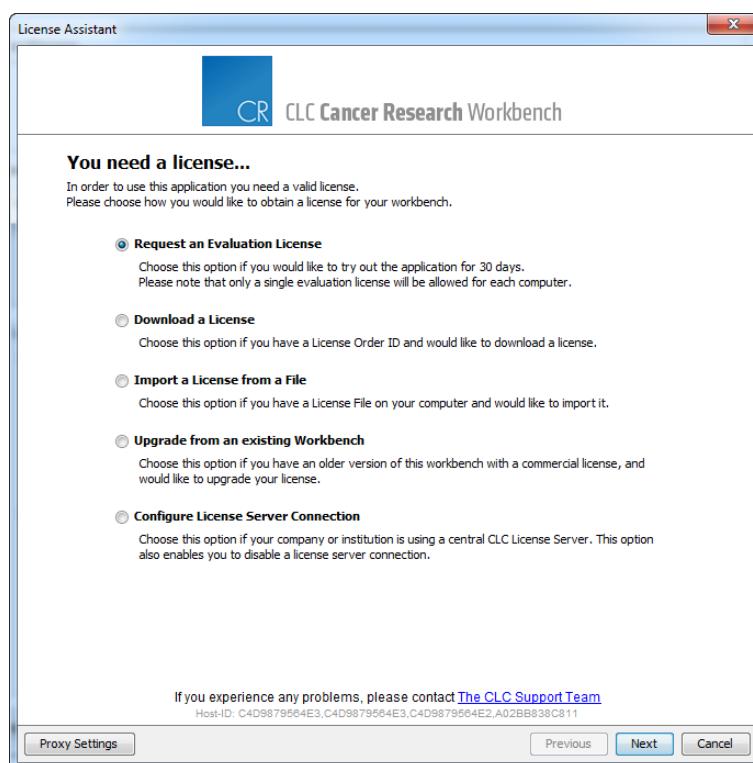 License Assistant
CR CLC Cancer Research Workbench
You need a license...
In order to use this application you need a valid license.
Please choose how you would like to obtain a license for your workbench.
Request an Evaluation License
Choose this option if you would like to try out the application for 30 days.
Please note that only a single evaluation license will be allowed for each computer.
Download a License
Choose this option if you have a License Order ID and would like to download a license.
Import a License from a File
Choose this option if you have a License File on your computer and would like to import it.
Upgrade from an existing Workbench
Choose this option if you have an older version of this workbench with a commercial license, and
would like to upgrade your license.
Configure License Server Connection
Choose this option if your company or institution is using a central CLC License Server. This option
also enables you to disable a license server connection.
If you experience any problems, please contact The CLC Support Team
Host-ID: C4D9879564E3,C4D9879564E3,C4D9879564E2,A02BB838C811
Proxy Settings Previous Next Cancel